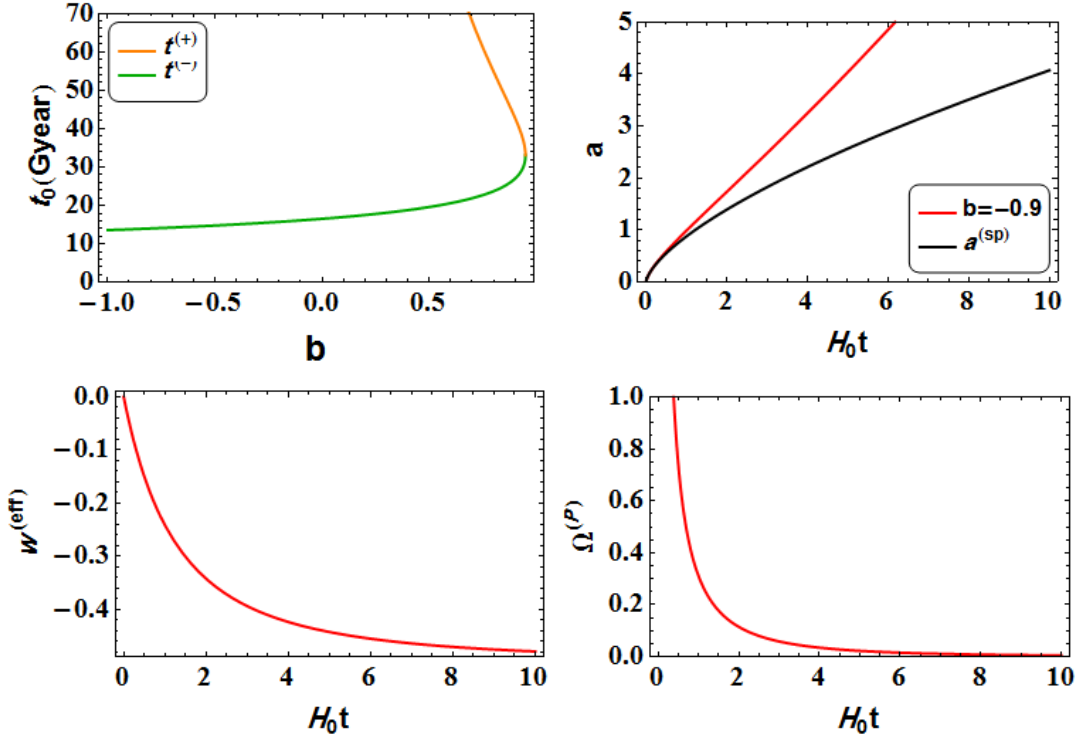 70
60
50
40
30
20
10
0
t₀(Gyear)
t⁽⁺⁾
t⁽⁻⁾
−1.0 −0.5 0.0 0.5
b
5
4
3
2
1
0
a
b=−0.9
a⁽ˢᵖ⁾
0 2 4 6 8 10
H₀t
0.0
−0.1
−0.2
−0.3
−0.4
w⁽ᵉᶠᶠ⁾
0 2 4 6 8 10
H₀t
1.0
0.8
0.6
0.4
0.2
0.0
Ω⁽ᴾ⁾
0 2 4 6 8 10
H₀t